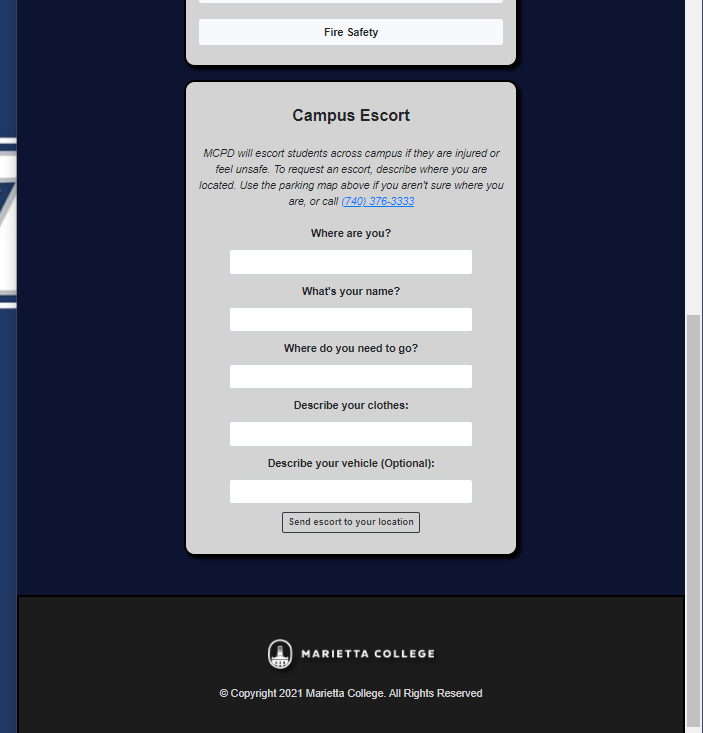 Fire Safety
Campus Escort
MCPD will escort students across campus if they are injured or
feel unsafe. To request an escort, describe where you are
located. Use the parking map above if you aren't sure where you
are, or call (740) 376-3333
Where are you?
What's your name?
Where do you need to go?
Describe your clothes:
Describe your vehicle (Optional):
Send escort to your location
MARIETTA COLLEGE
© Copyright 2021 Marietta College. All Rights Reserved